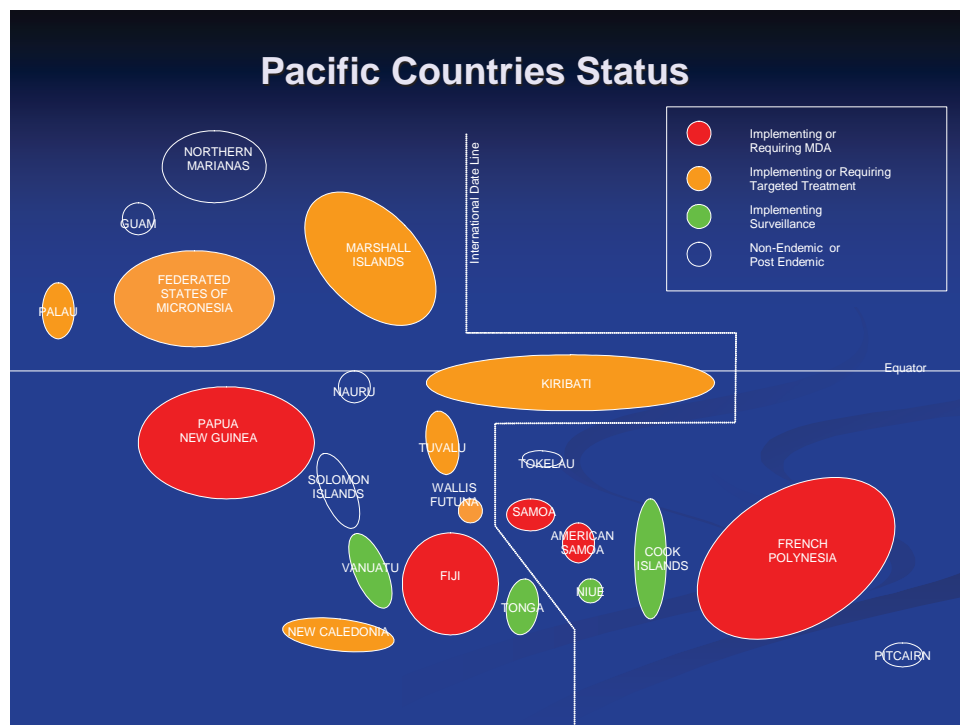 Pacific Countries Status
Implementing or
Requiring MDA
Implementing or Requiring
Targeted Treatment
Implementing
Surveillance
Non-Endemic or
Post Endemic
International Date Line
NORTHERN
MARIANAS
GUAM
MARSHALL
ISLANDS
FEDERATED
STATES OF
MICRONESIA
PALAU
Equator
KIRIBATI
NAURU
PAPUA
NEW GUINEA
TUVALU
TOKELAU
SOLOMON
ISLANDS
WALLIS
FUTUNA
SAMOA
AMERICAN
SAMOA
FRENCH
POLYNESIA
COOK
ISLANDS
VANUATU
FIJI
NIUE
TONGA
NEW CALEDONIA
PITCAIRN